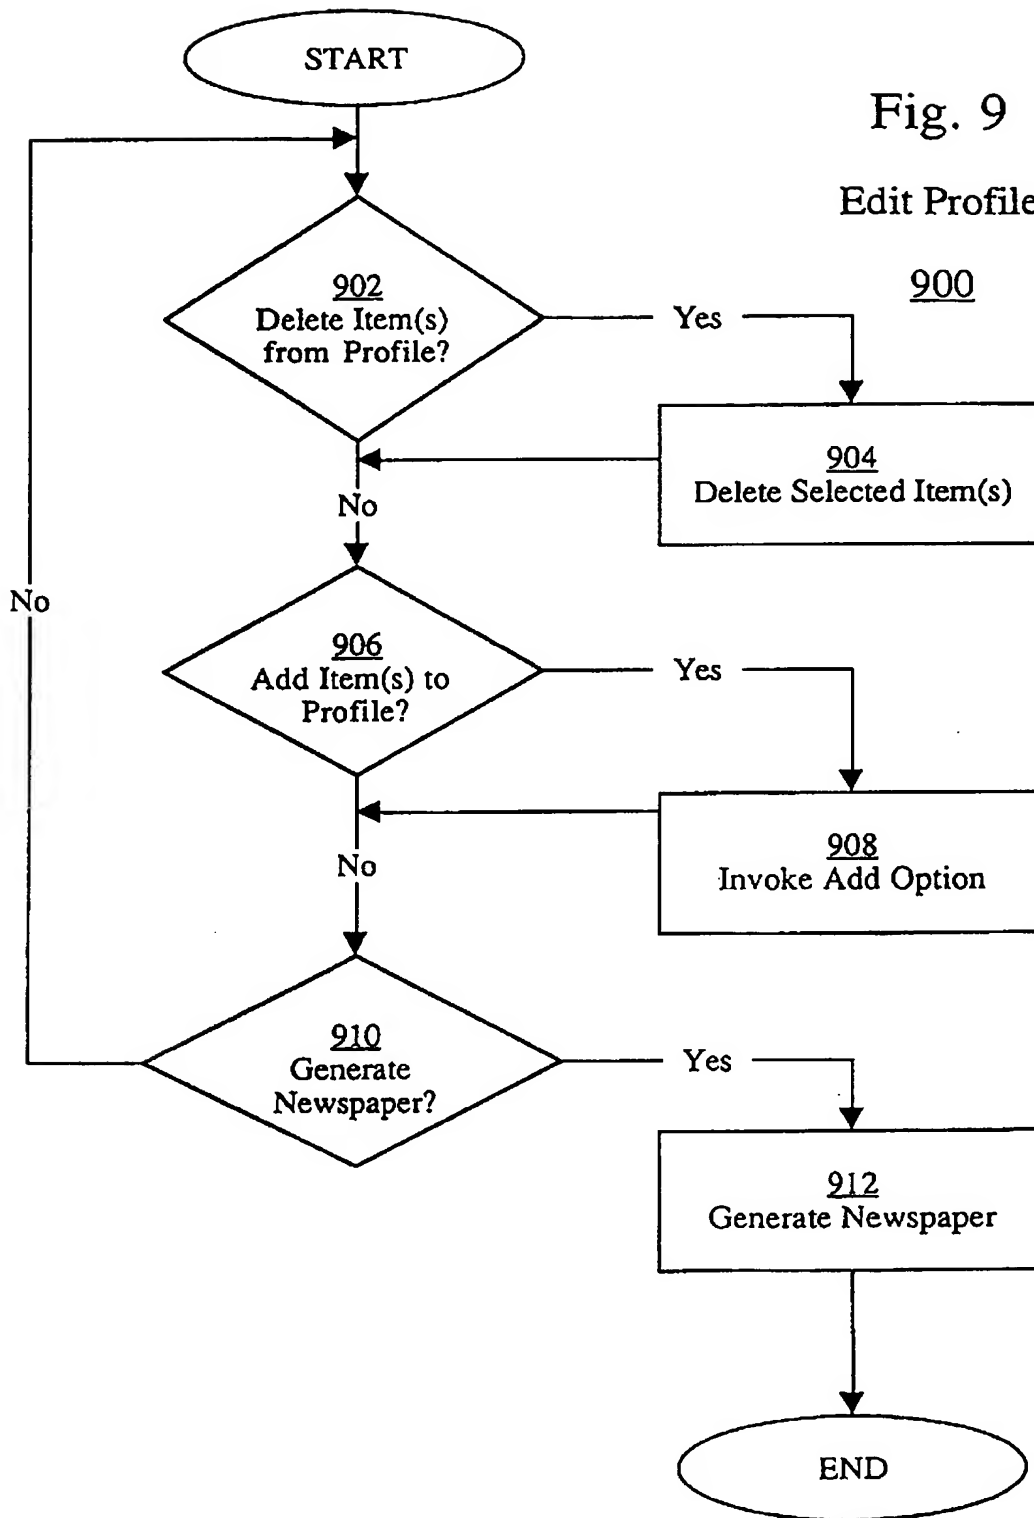 START
Fig. 9
Edit Profile
900
902
Delete Item(s)
from Profile?
Yes
904
Delete Selected Item(s)
No
No
906
Add Item(s) to
Profile?
Yes
908
Invoke Add Option
No
910
Generate
Newspaper?
Yes
912
Generate Newspaper
END